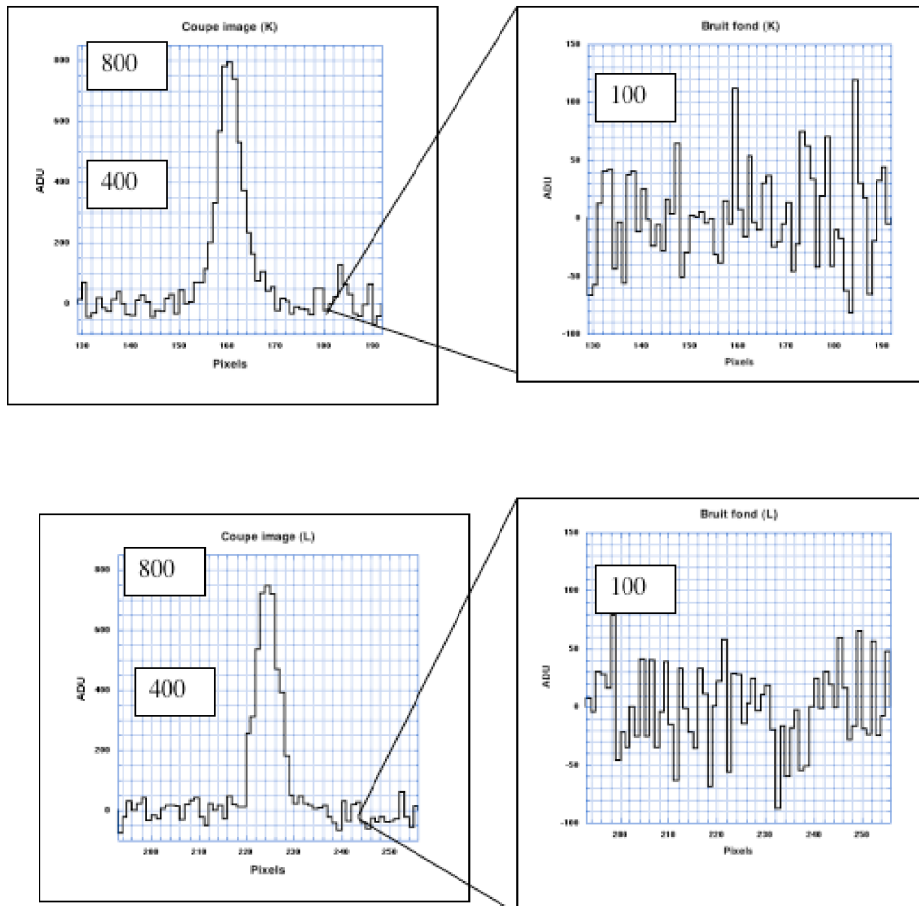 Coupe image (K)
800
800
600
400
400
200
0
ADU
130 140 150 160 170 180 190
Pixels
Bruit fond (K)
150
100
100
50
0
-50
-100
ADU
130 140 150 160 170 180 190
Pixels
Coupe image (L)
800
800
600
400
400
200
0
ADU
200 210 220 230 240 250
Pixels
Bruit fond (L)
150
100
100
50
0
-50
-100
ADU
200 210 220 230 240 250
Pixels